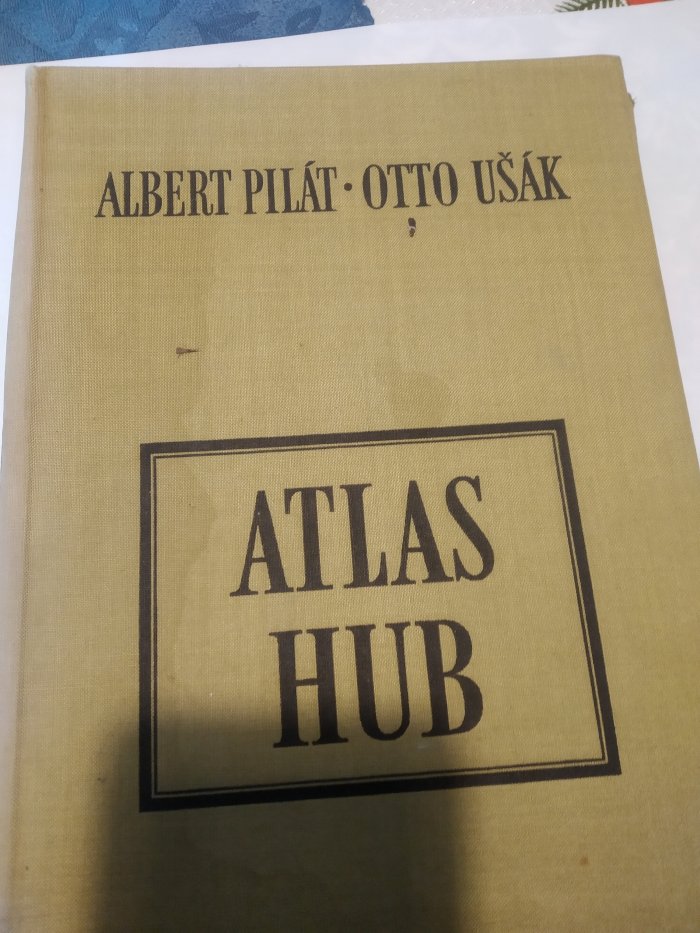 ALBERT PILÁT · OTTO UŠÁK
ATLAS
HUB